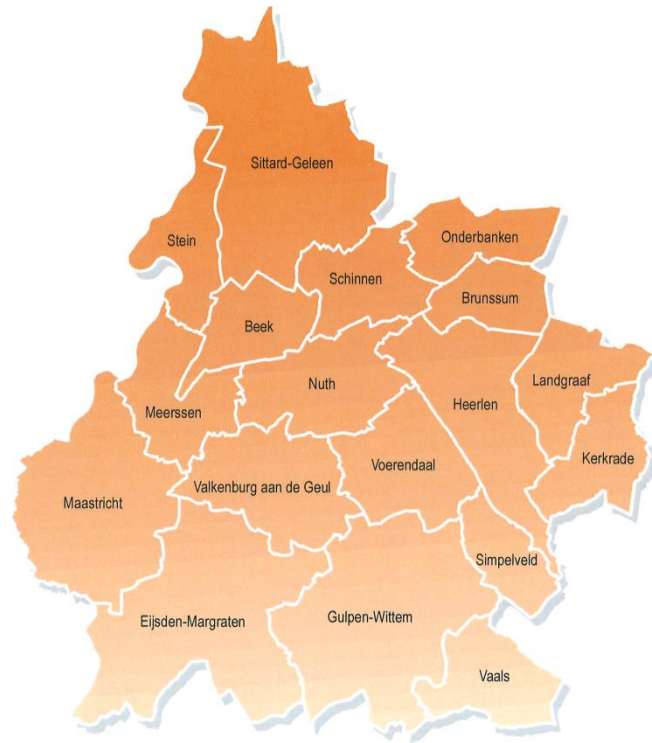 Sittard-Geleen
Stein
Onderbanken
Schinnen
Brunssum
Beek
Nuth
Landgraaf
Meerssen
Heerlen
Kerkrade
Voerendaal
Valkenburg aan de Geul
Maastricht
Simpelveld
Eijsden-Margraten
Gulpen-Wittem
Vaals